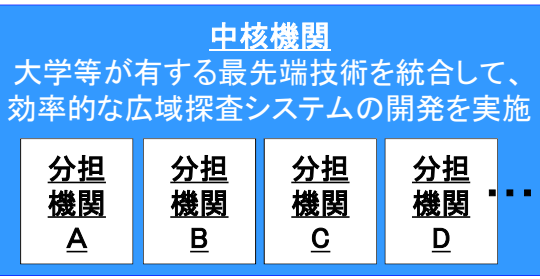 中核機関
大学等が有する最先端技術を統合して、
効率的な広域探査システムの開発を実施
分担
機関
A
分担
機関
B
分担
機関
C
分担
機関
D
…